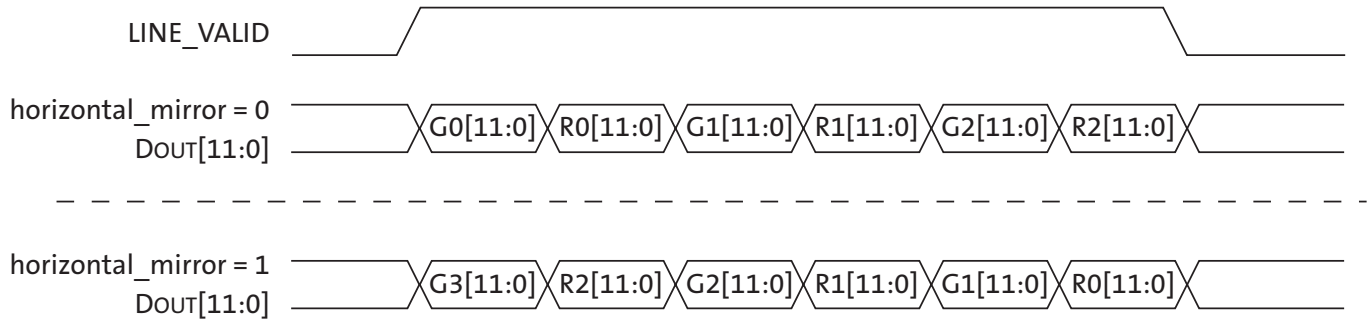 LINE_VALID
horizontal_mirror = 0
DOUT[11:0]
G0[11:0] R0[11:0] G1[11:0] R1[11:0] G2[11:0] R2[11:0]
horizontal_mirror = 1
DOUT[11:0]
G3[11:0] R2[11:0] G2[11:0] R1[11:0] G1[11:0] R0[11:0]